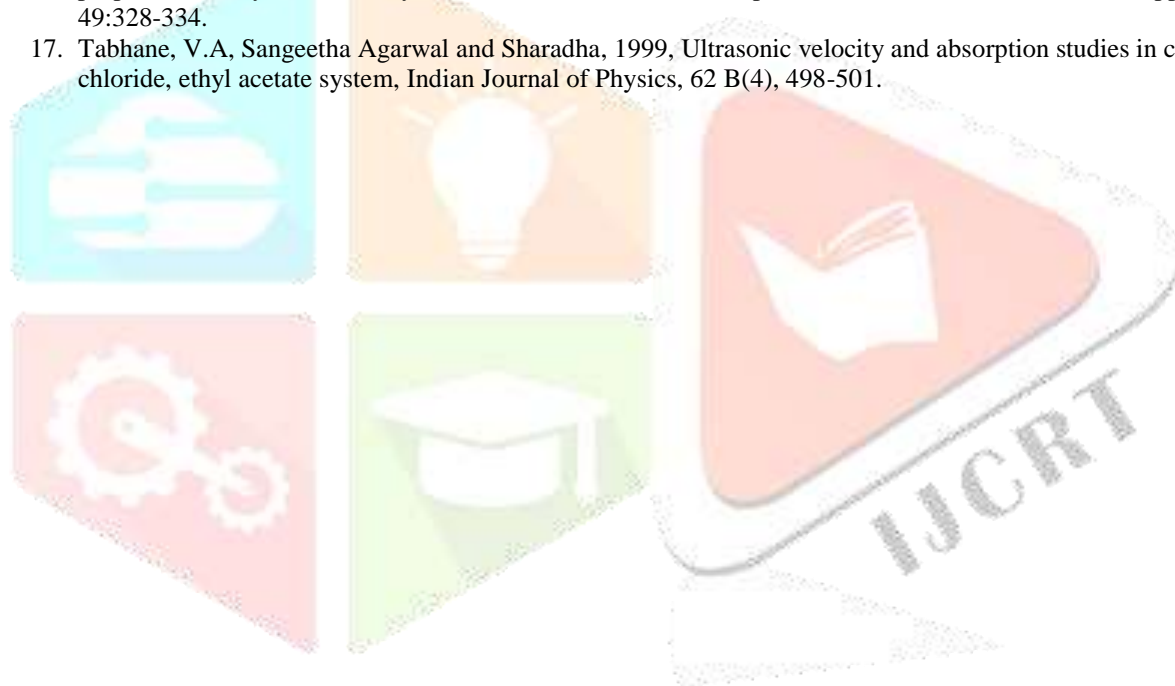 49:328-334.
17. Tabhane, V.A, Sangeetha Agarwal and Sharadha, 1999, Ultrasonic velocity and absorption studies in c
chloride, ethyl acetate system, Indian Journal of Physics, 62 B(4), 498-501.
IJCRT